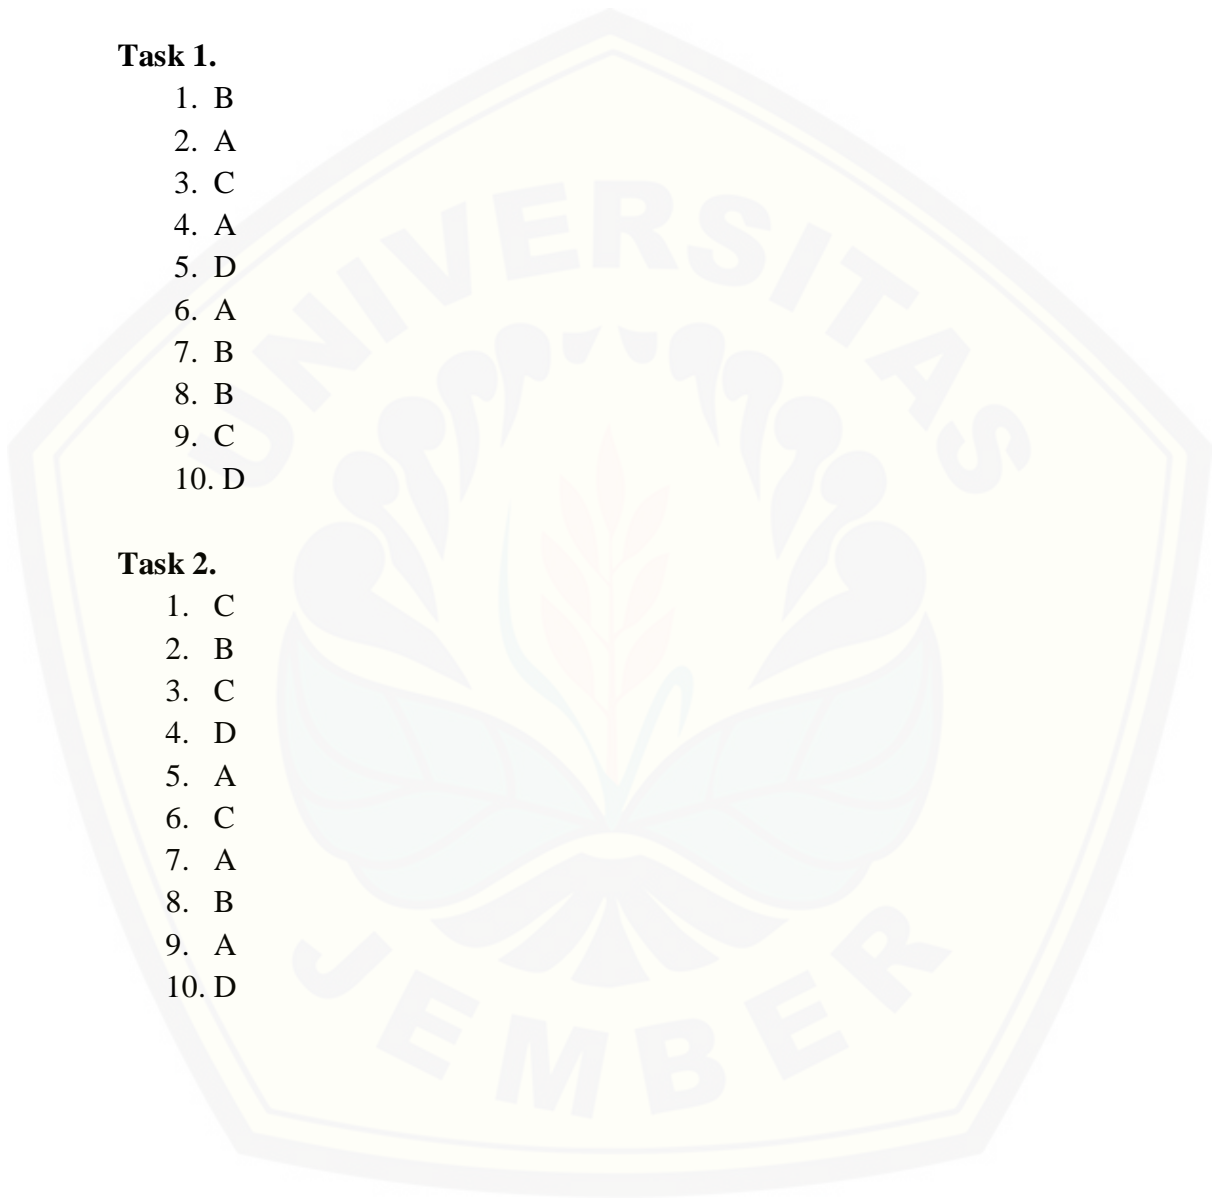 Task 1.
1. B
2. A
3. C
4. A
5. D
6. A
7. B
8. B
9. C
10. D
Task 2.
1. C
2. B
3. C
4. D
5. A
6. C
7. A
8. B
9. A
10. D
UNIVERSITAS
JEMBER